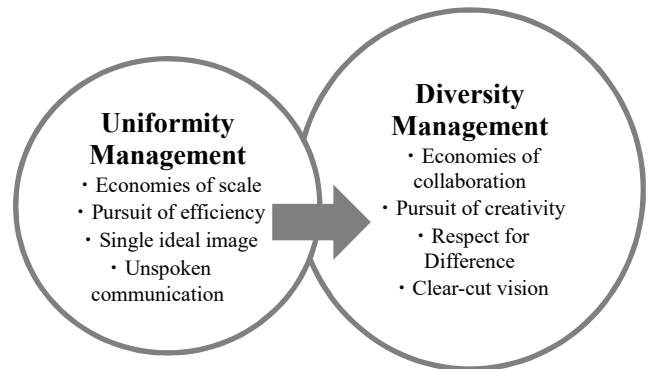 Uniformity
Management
・Economies of scale
・Pursuit of efficiency
・Single ideal image
・Unspoken
communication
Diversity
Management
・Economies of
collaboration
・Pursuit of creativity
・Respect for
Difference
・Clear-cut vision